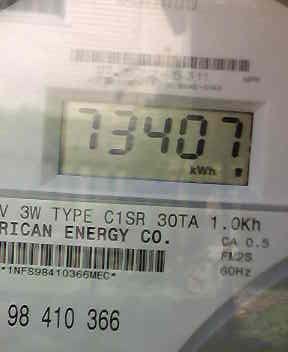 73407
kWh
V 3W TYPE C1SR 30TA 1.0Kh
RICAN ENERGY CO.
CA 0.5
FM2S
60Hz
*1NFS98410366MEC*
98 410 366